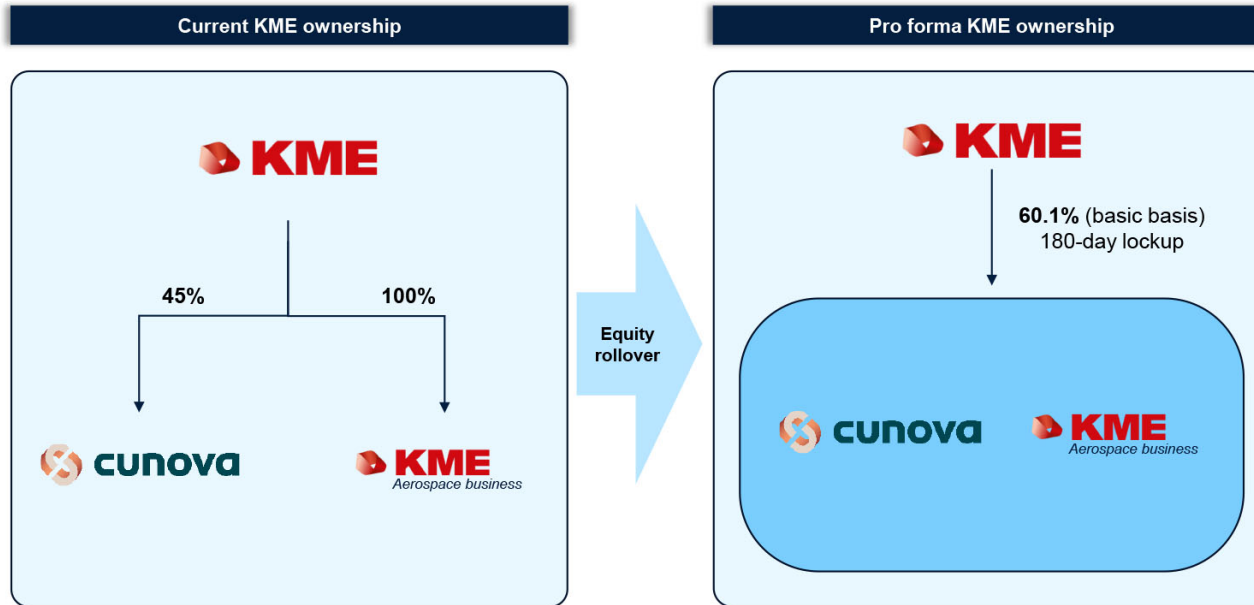 Current KME ownership
KME
45%
100%
cunova
KME
Aerospace business
Equity
rollover
Pro forma KME ownership
KME
60.1% (basic basis)
180-day lockup
cunova
KME
Aerospace business